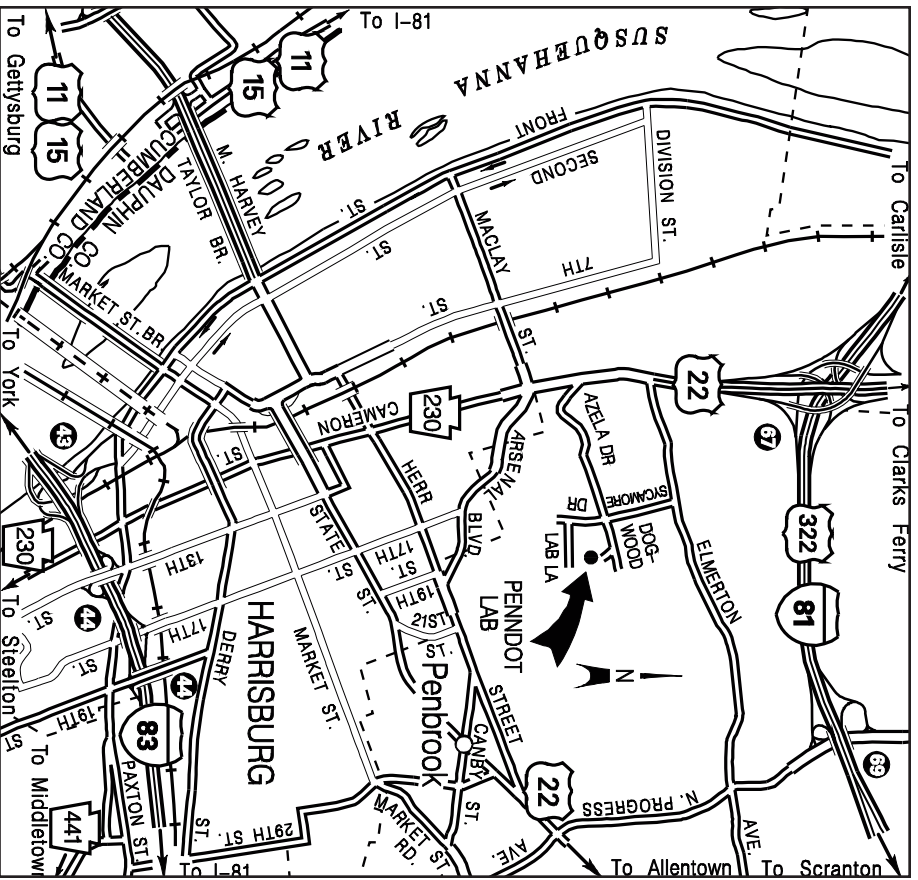 To I-81
SUSQUEHANNA
RIVER
To Gettysburg
11
15
11
15
CUMBERLAND CO.
DAUPHIN CO.
M. HARVEY
TAYLOR BR.
FRONT
ST.
SECOND
ST.
DIVISION ST.
MACLAY
ST.
7TH
ST.
To Carlisle
MARKET ST. BR
To York
43
230
To Steelton
CAMERON
ST.
230
22
67
To Clarks Ferry
322
81
AZELA DR
SYCAMORE
DR
DOG-
WOOD
LAB LA
ARSENAL
BLVD
ELMERTON
AVE.
HERR
STREET
STATE
ST.
13TH
ST.
17TH
ST.
17TH
ST.
19TH
ST.
21ST
ST.
PENNDOT
LAB
N
HARRISBURG
MARKET ST.
DERRY
ST.
Penbrook
CANBY
ST.
44
44
19TH
ST
83
PAXTON ST
441
To Middletown
29TH ST.
To I-81
MARKET ST
RD.
22
N. PROGRESS
AVE.
69
To Allentown
To Scranton